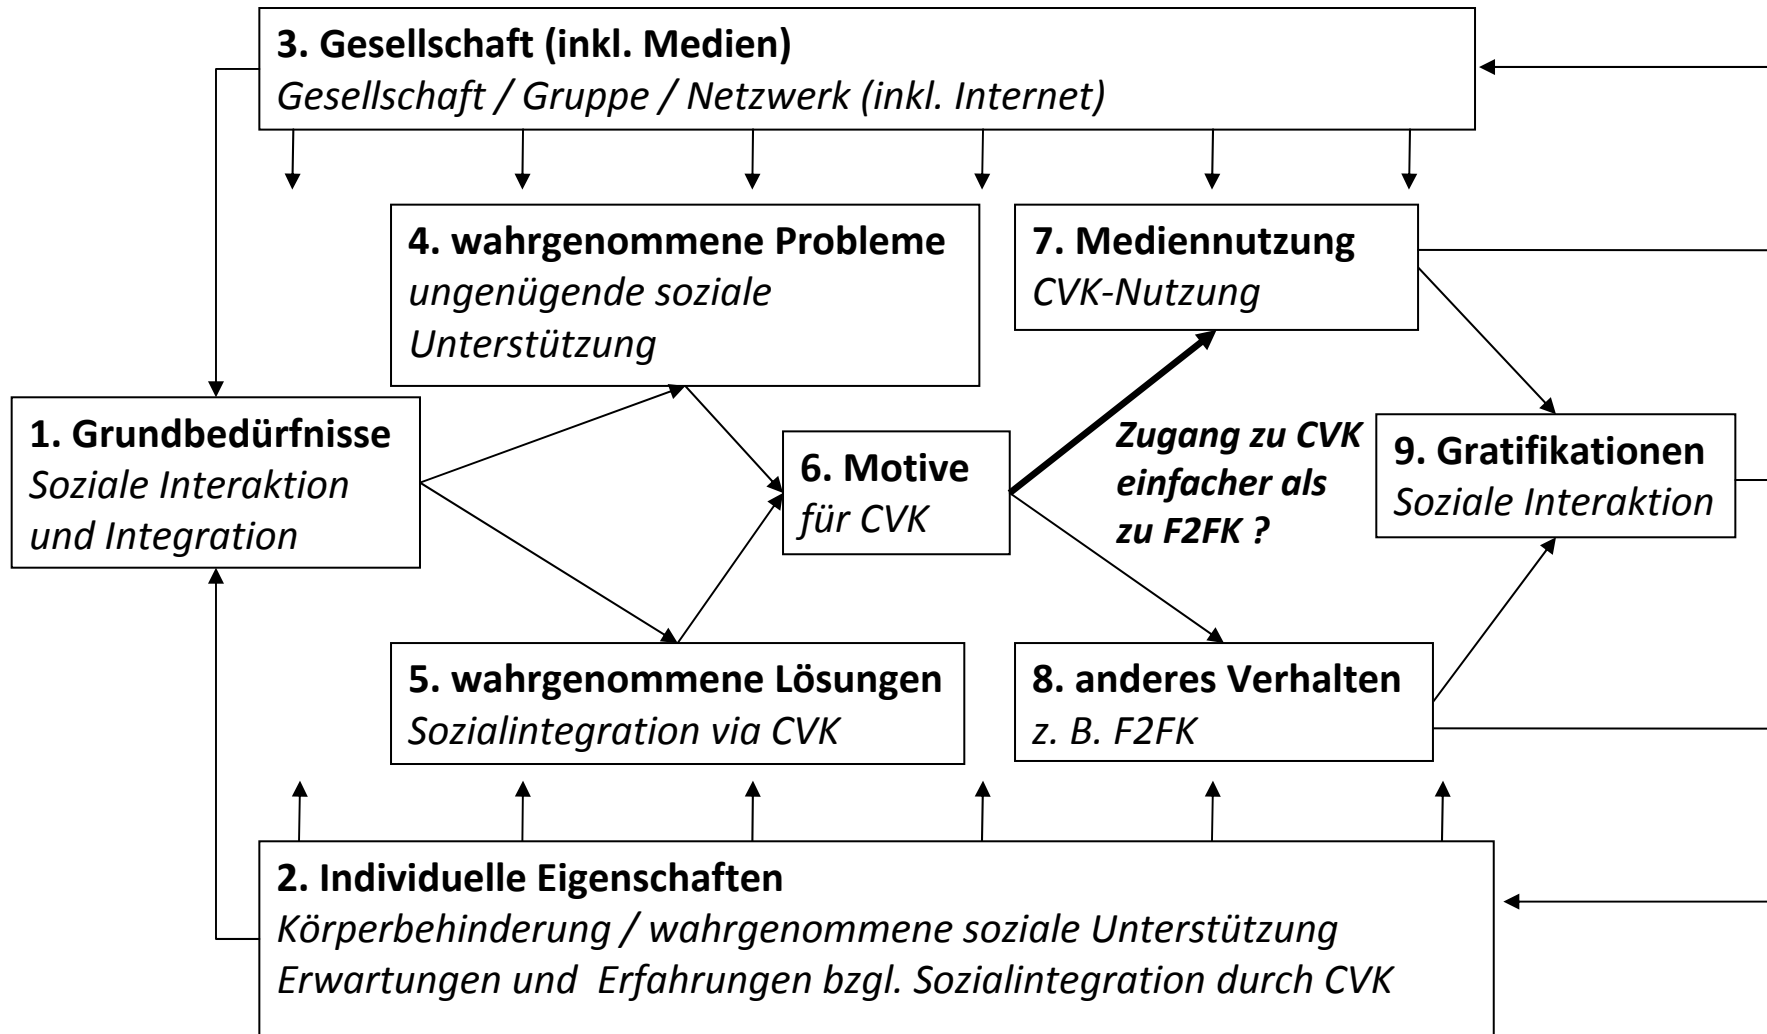 3. Gesellschaft (inkl. Medien)
Gesellschaft / Gruppe / Netzwerk (inkl. Internet)
4. wahrgenommene Probleme
ungenügende soziale
Unterstützung
7. Mediennutzung
CVK-Nutzung
1. Grundbedürfnisse
Soziale Interaktion
und Integration
6. Motive
für CVK
Zugang zu CVK
einfacher als
zu F2FK ?
9. Gratifikationen
Soziale Interaktion
5. wahrgenommene Lösungen
Sozialintegration via CVK
8. anderes Verhalten
z. B. F2FK
2. Individuelle Eigenschaften
Körperbehinderung / wahrgenommene soziale Unterstützung
Erwartungen und  Erfahrungen bzgl. Sozialintegration durch CVK